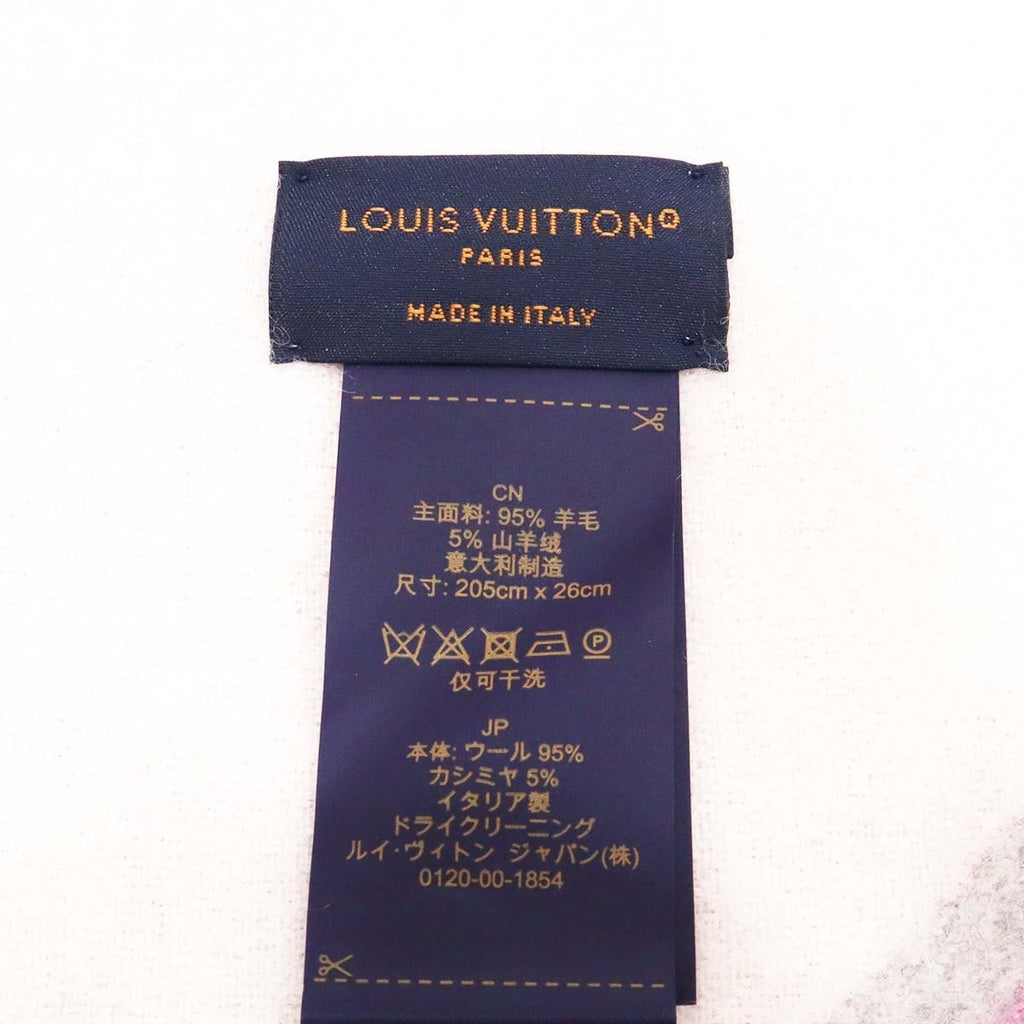 LOUIS VUITTON®
PARIS
MADE IN ITALY
CN
主面料: 95% 羊毛
5% 山羊绒
意大利制造
尺寸: 205cm x 26cm
P
仅可干洗
JP
本体: ウール 95%
カシミヤ 5%
イタリア製
ドライクリーニング
ルイ·ヴィトン ジャパン(株)
0120-00-1854